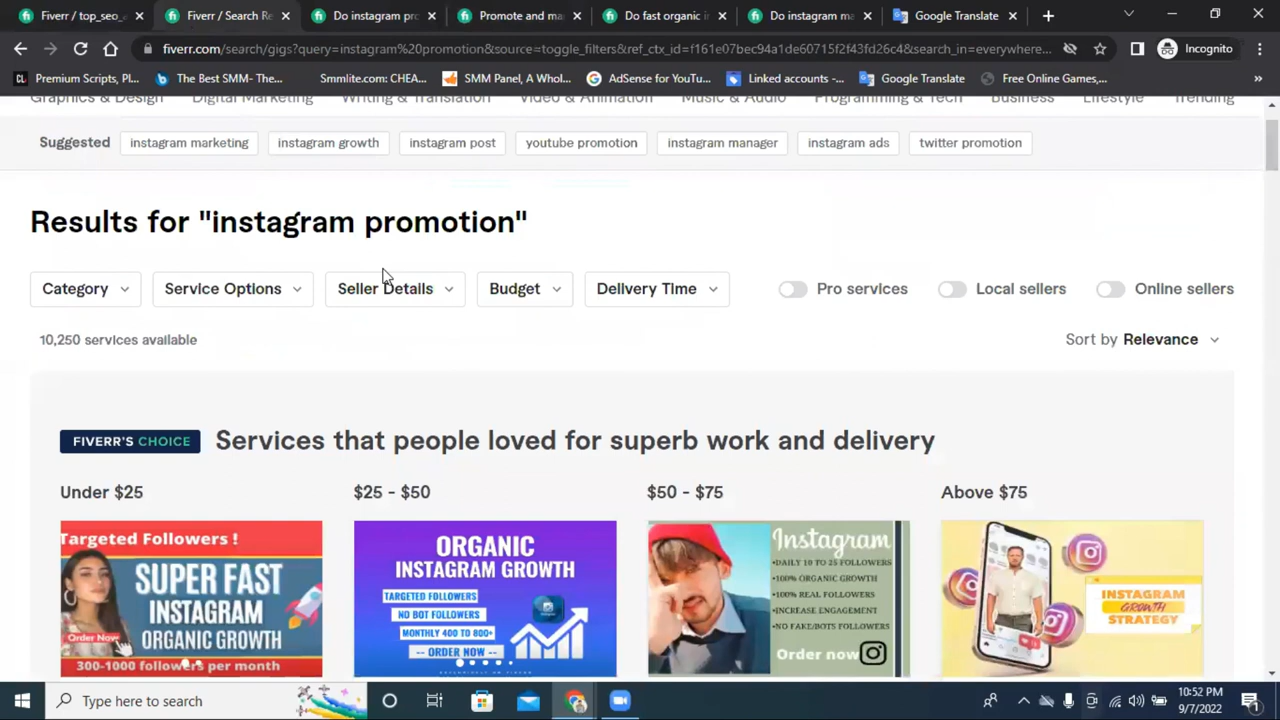 Fiverr / top_seo_
Fiverr / Search Re
Do instagram pro
Promote and ma
Do fast organic i
Do instagram ma
Google Translate
fiverr.com/search/gigs?query=instagram%20promotion&source=toggle_filters&ref_ctx_id=f161e07bec94a1de60715f2f43fd26c4&search_in=everywhere...
Incognito
Premium Scripts, Pl...
The Best SMM- The...
Smmlite.com: CHEA...
SMM Panel, A Whol...
AdSense for YouTu...
Linked accounts -...
Google Translate
Free Online Games,...
Graphics & Design
Digital Marketing
Writing & Translation
Video & Animation
Music & Audio
Programming & Tech
Business
Lifestyle
Trending
Suggested
instagram marketing
instagram growth
instagram post
youtube promotion
instagram manager
instagram ads
twitter promotion
Results for "instagram promotion"
Category
Service Options
Seller Details
Budget
Delivery Time
Pro services
Local sellers
Online sellers
10,250 services available
Sort by Relevance
FIVERR'S CHOICE
Services that people loved for superb work and delivery
Under $25
$25 - $50
$50 - $75
Above $75
Targeted Followers !
SUPER FAST
INSTAGRAM
ORGANIC GROWTH
Order Now
300-1000 followers per month
ORGANIC
INSTAGRAM GROWTH
TARGETED FOLLOWERS
NO BOT FOLLOWERS
MONTHLY 400 TO 800+
-- ORDER NOW --
Instagram
•DAILY 10 TO 25 FOLLOWERS
•100% ORGANIC GROWTH
•100% REAL FOLLOWERS
•INCREASE ENGAGEMENT
•NO FAKE/BOTS FOLLOWERS
Order now
INSTAGRAM
GROWTH
STRATEGY
Type here to search
10:52 PM
9/7/2022
1